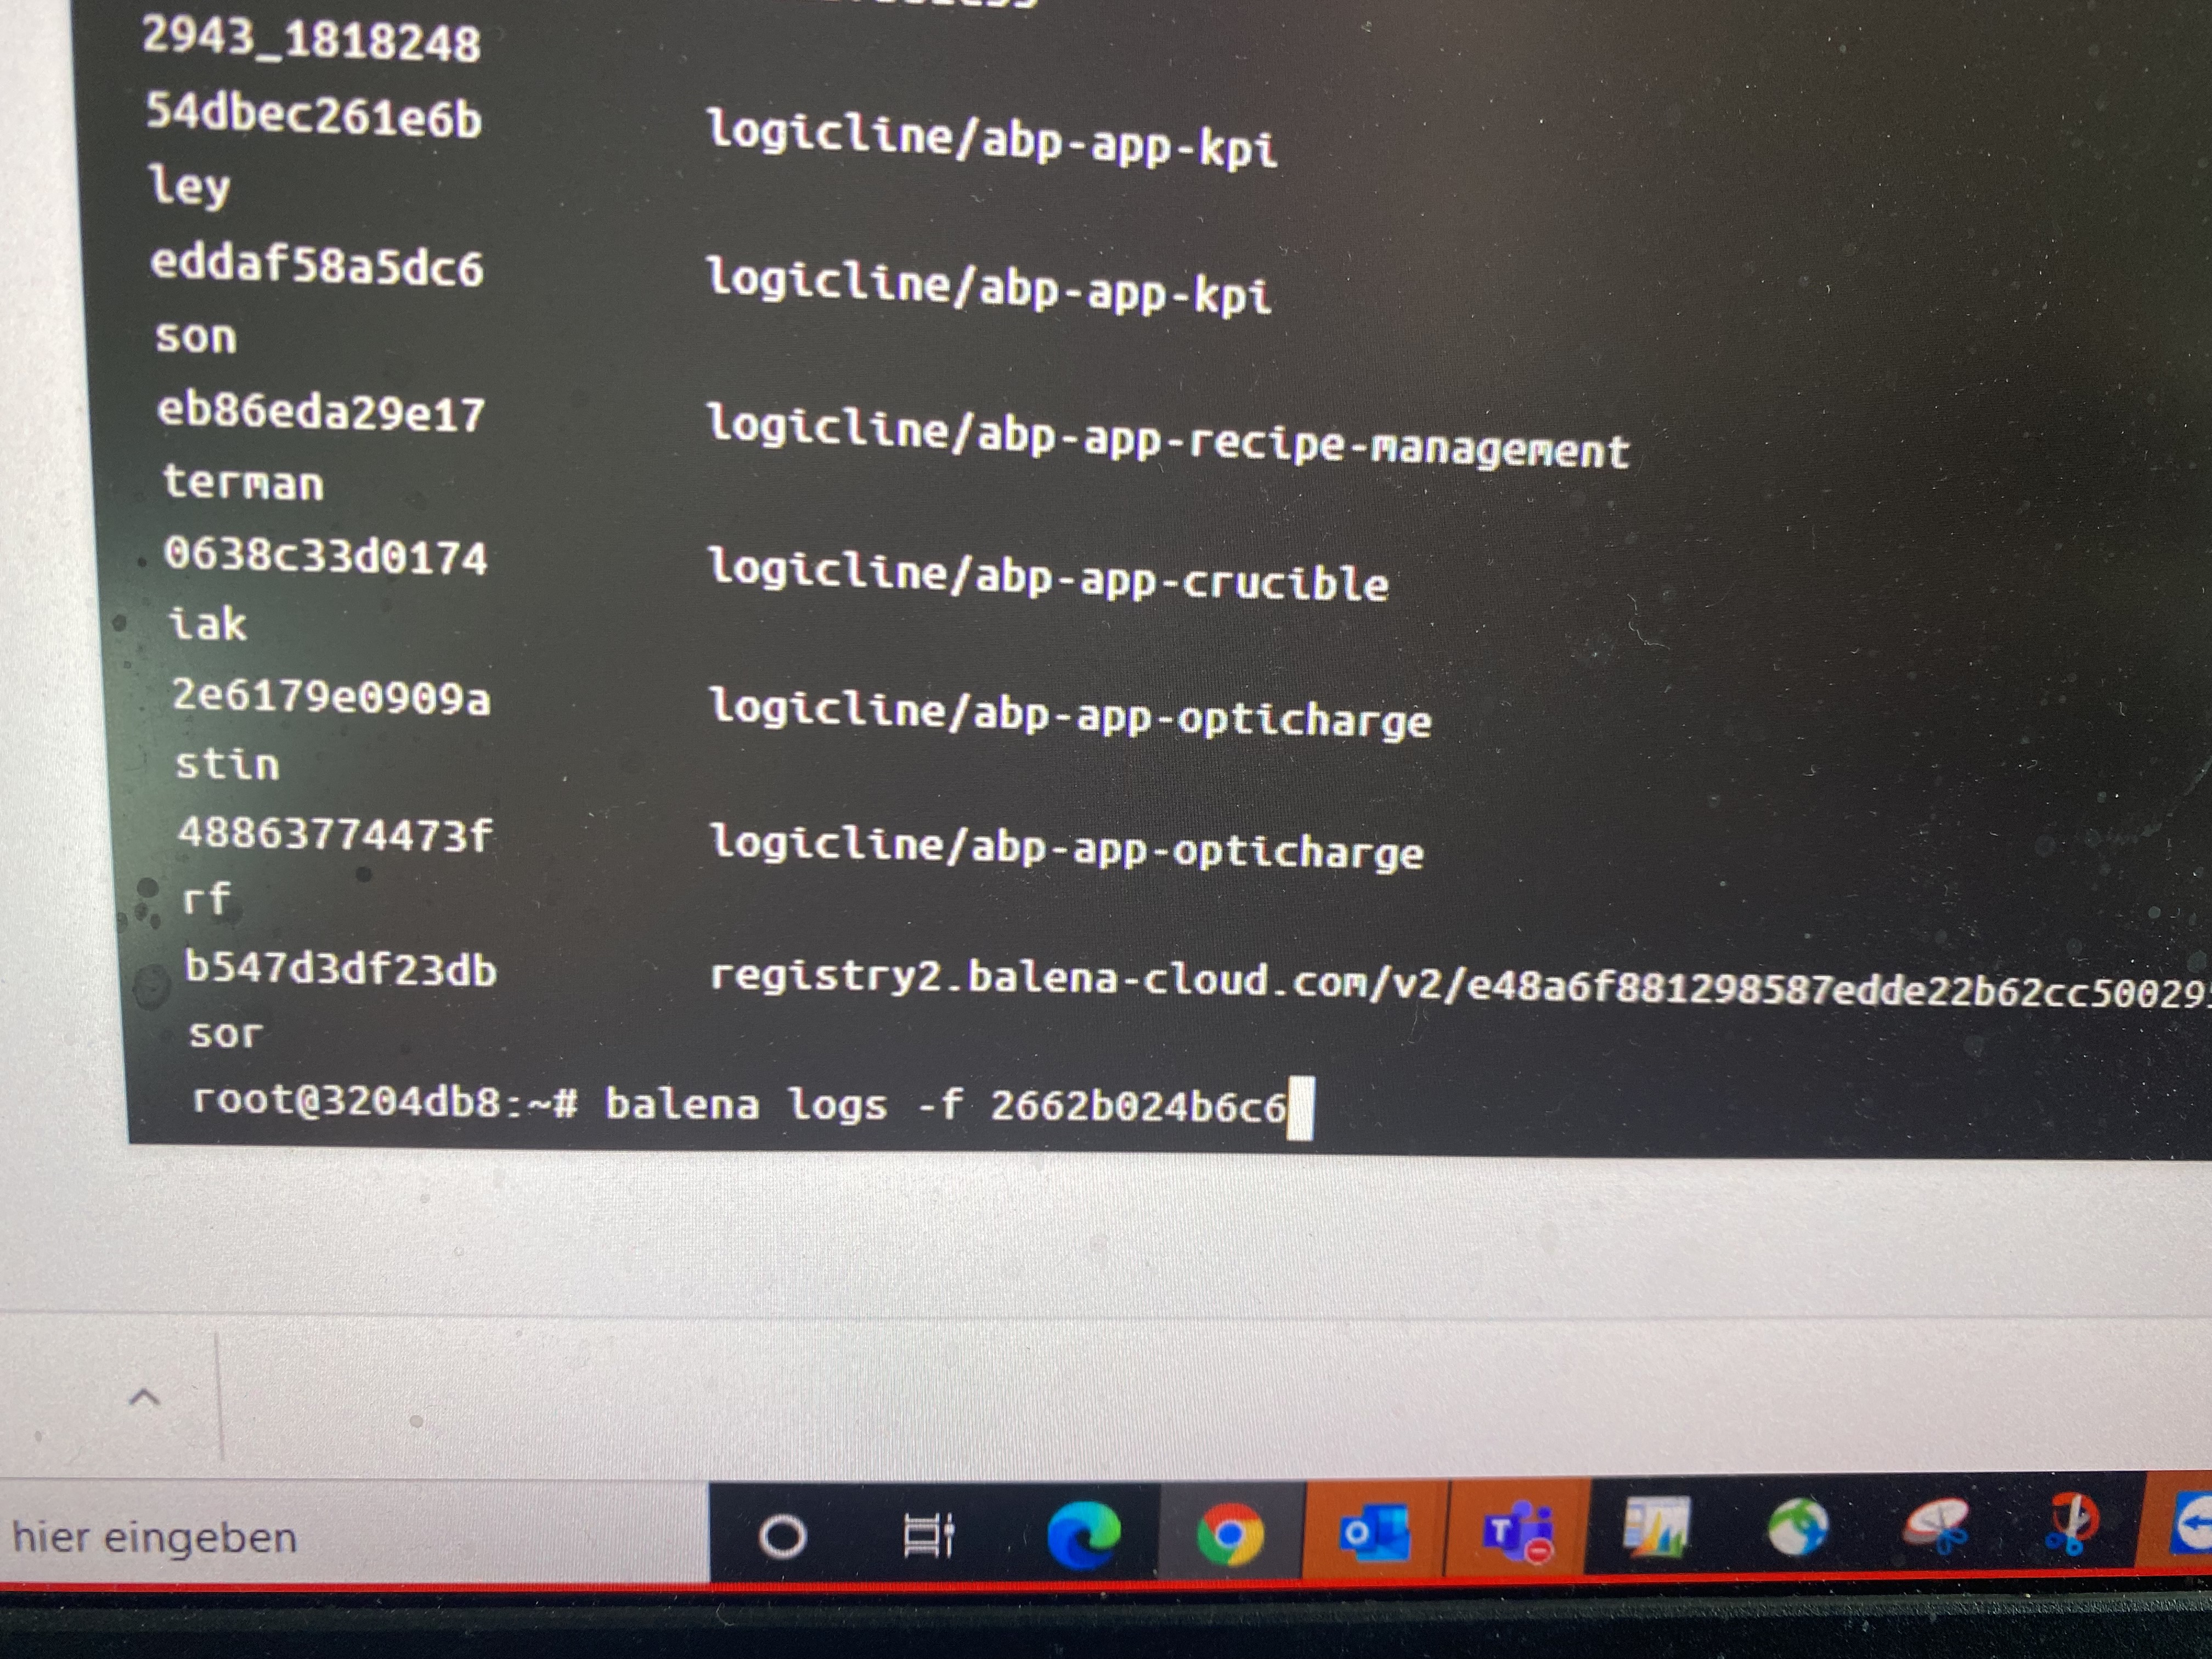 2943_1818248
54dbec261e6b logicline/abp-app-kpi
ley
eddaf58a5dc6 logicline/abp-app-kpi
son
eb86eda29e17 logicline/abp-app-recipe-management
terman
0638c33d0174 logicline/abp-app-crucible
iak
2e6179e0909a logicline/abp-app-opticharge
stin
48863774473f logicline/abp-app-opticharge
rf
b547d3df23db registry2.balena-cloud.com/v2/e48a6f881298587edde22b62cc50029
sor
root@3204db8:~# balena logs -f 2662b024b6c6
hier eingeben